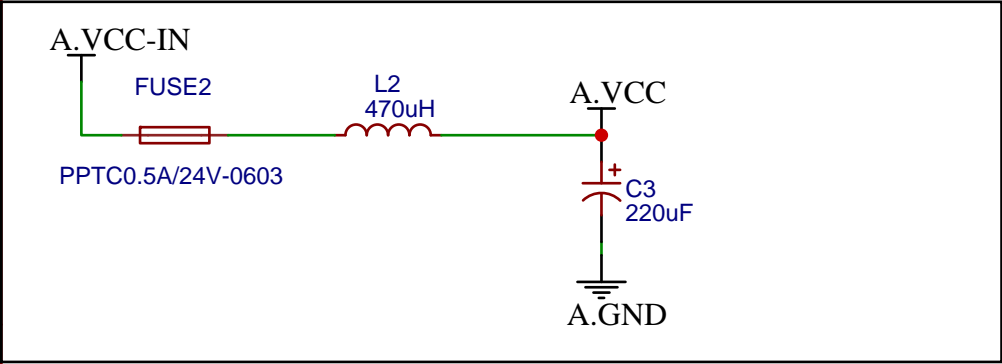 A.VCC-IN
FUSE2
PPTC0.5A/24V-0603
L2
470uH
A.VCC
+
C3
220uF
A.GND